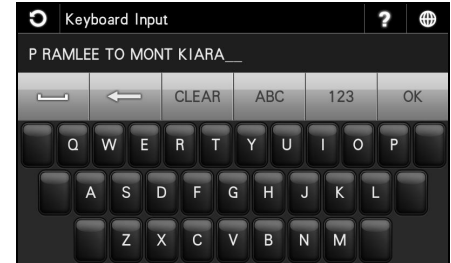 Keyboard Input ?
P RAMLEE TO MONT KIARA__
CLEAR ABC 123 OK
Q W E R T Y U I O P
A S D F G H J K L
Z X C V B N M